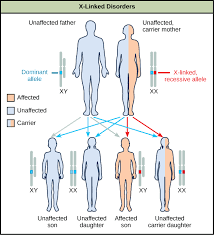 X-Linked Disorders
Unaffected father
Unaffected,
carrier mother
Dominant
allele
X-linked,
recessive allele
XY
XX
Affected
Unaffected
Carrier
XY
XX
XY
XX
Unaffected
son
Unaffected
daughter
Affected
son
Unaffected
carrier daughter